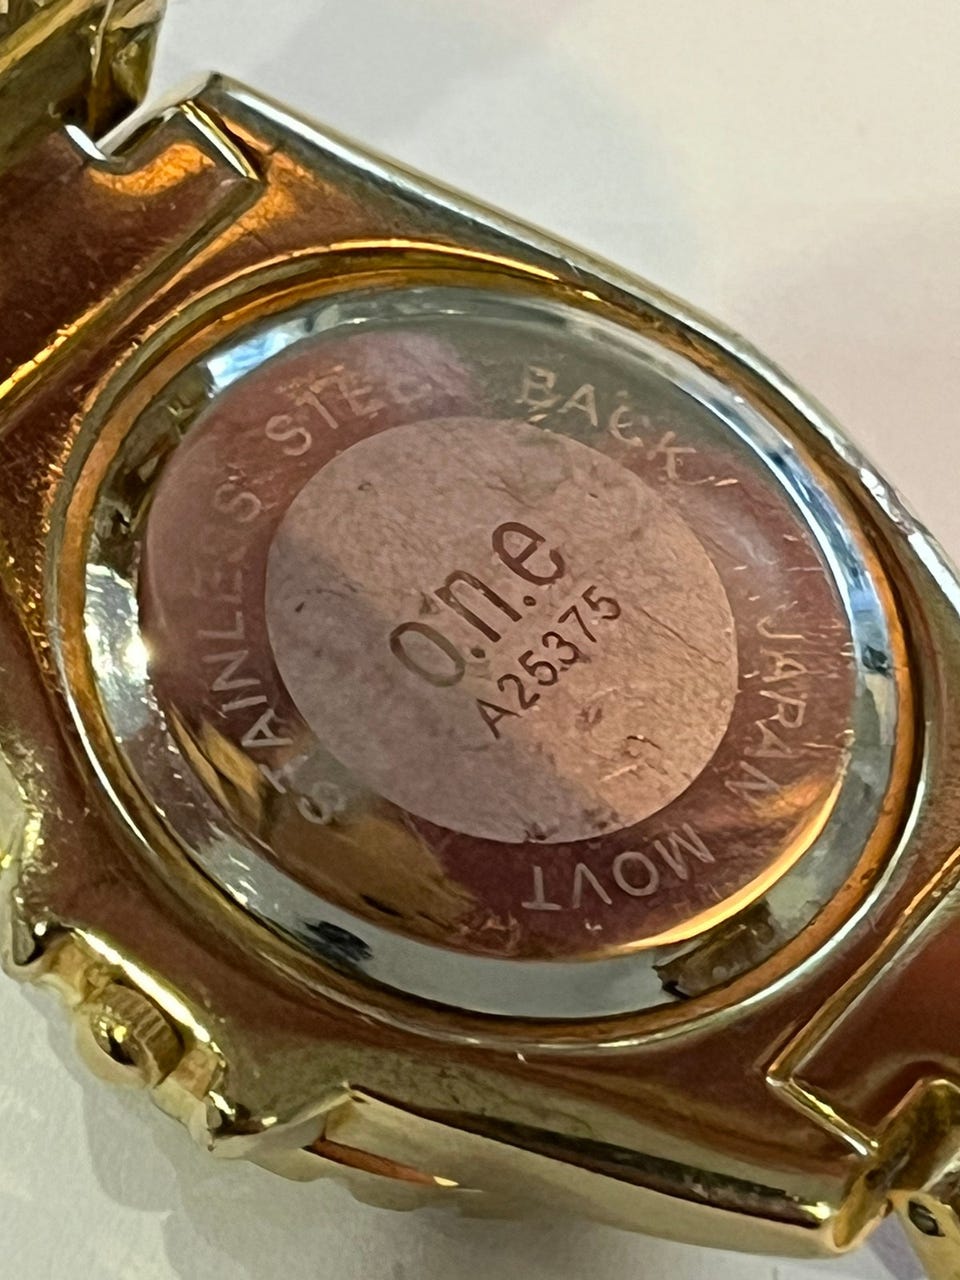 STAINLESS STEEL BACK
JAPAN MOVT
o.n.e
A25375